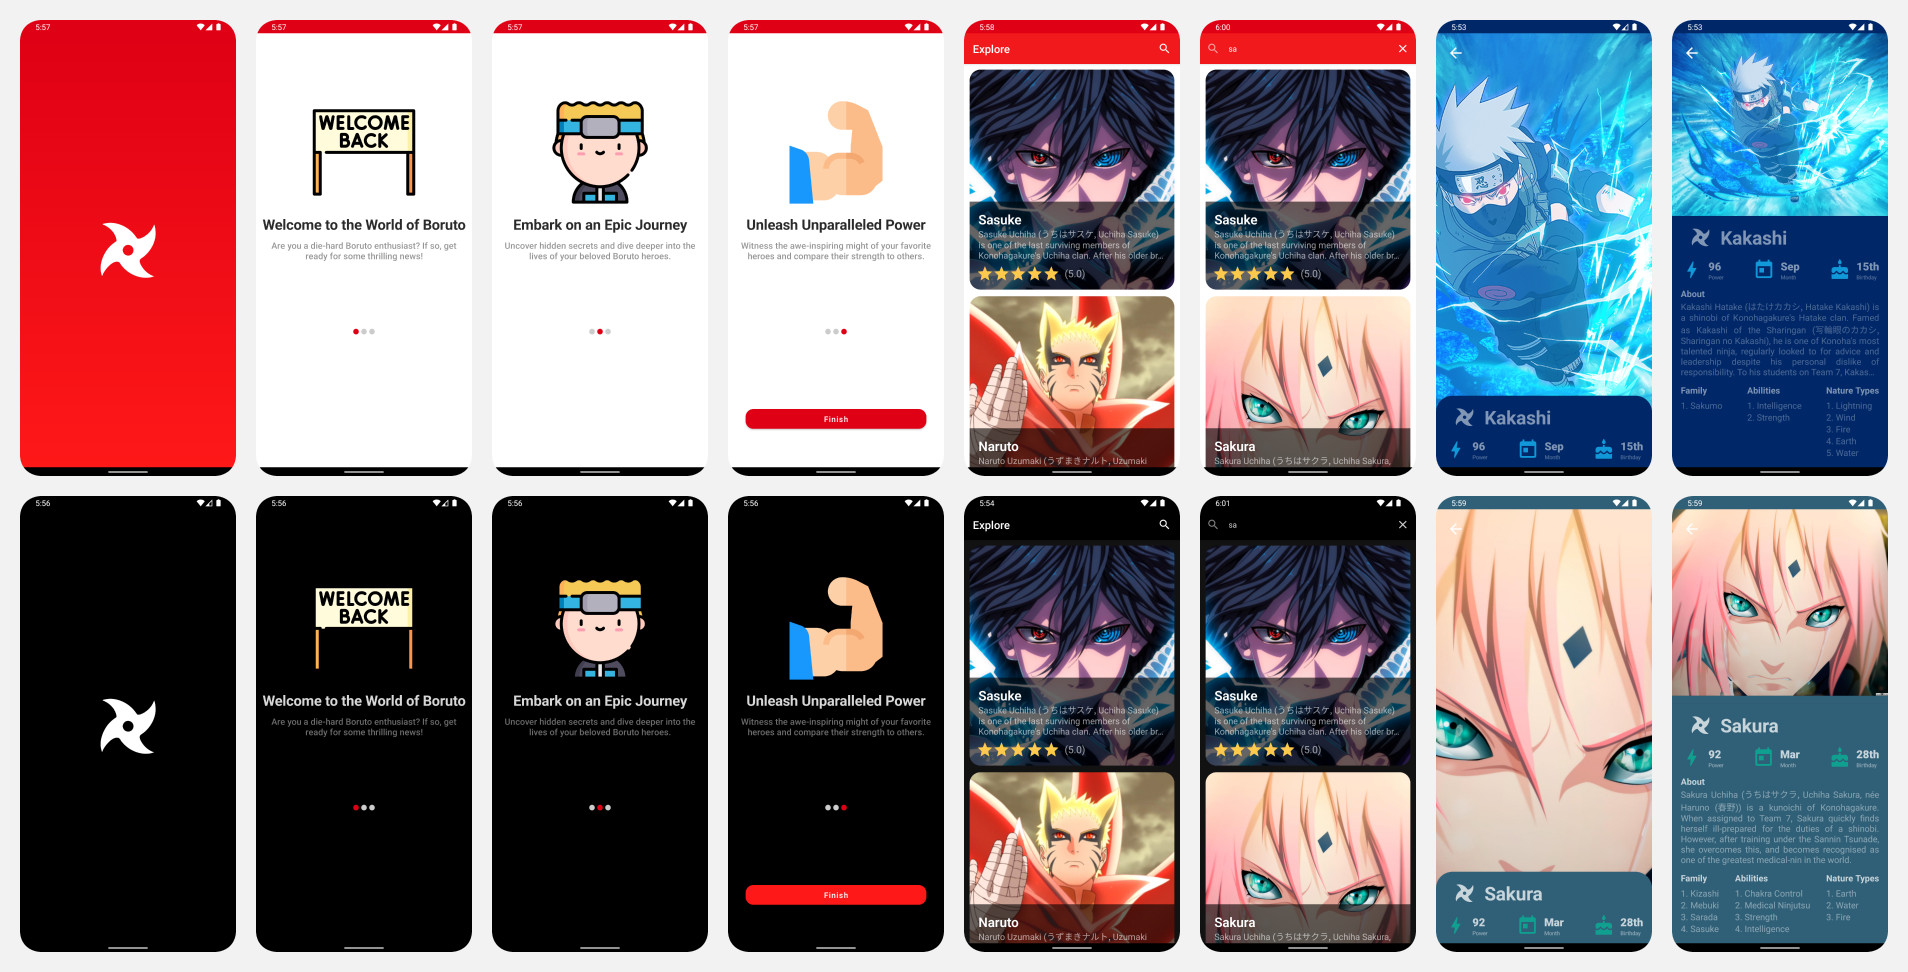 5:57
5:57
WELCOME
BACK
Welcome to the World of Boruto
Are you a die-hard Boruto enthusiast? If so, get
ready for some thrilling news!
5:57
Embark on an Epic Journey
Uncover hidden secrets and dive deeper into the
lives of your beloved Boruto heroes.
5:57
Unleash Unparalleled Power
Witness the awe-inspiring might of your favorite
heroes and compare their strength to others.
Finish
5:58
Explore
Sasuke
Sasuke Uchiha (うちはサスケ, Uchiha Sasuke)
is one of the last surviving members of
Konohagakure's Uchiha clan. After his older br...
(5.0)
Naruto
Naruto Uzumaki (うずまきナルト, Uzumaki
6:00
sa
Sasuke
Sasuke Uchiha (うちはサスケ, Uchiha Sasuke)
is one of the last surviving members of
Konohagakure's Uchiha clan. After his older br...
(5.0)
Sakura
Sakura Uchiha (うちはサクラ, Uchiha Sakura,
5:53
忍
Kakashi
96
Power
Sep
Month
15th
Birthday
5:53
Kakashi
96
Power
Sep
Month
15th
Birthday
About
Kakashi Hatake (はたけカカシ, Hatake Kakashi) is
a shinobi of Konohagakure's Hatake clan. Famed
as Kakashi of the Sharingan (写輪眼のカカシ,
Sharingan no Kakashi), he is one of Konoha's most
talented ninja, regularly looked to for advice and
leadership despite his personal dislike of
responsibility. To his students on Team 7, Kakas...
Family
1. Sakumo
Abilities
1. Intelligence
2. Strength
Nature Types
1. Lightning
2. Wind
3. Fire
4. Earth
5. Water
5:56
5:56
WELCOME
BACK
Welcome to the World of Boruto
Are you a die-hard Boruto enthusiast? If so, get
ready for some thrilling news!
5:56
Embark on an Epic Journey
Uncover hidden secrets and dive deeper into the
lives of your beloved Boruto heroes.
5:56
Unleash Unparalleled Power
Witness the awe-inspiring might of your favorite
heroes and compare their strength to others.
Finish
5:54
Explore
Sasuke
Sasuke Uchiha (うちはサスケ, Uchiha Sasuke)
is one of the last surviving members of
Konohagakure's Uchiha clan. After his older br...
(5.0)
Naruto
Naruto Uzumaki (うずまきナルト, Uzumaki
6:01
sa
Sasuke
Sasuke Uchiha (うちはサスケ, Uchiha Sasuke)
is one of the last surviving members of
Konohagakure's Uchiha clan. After his older br...
(5.0)
Sakura
Sakura Uchiha (うちはサクラ, Uchiha Sakura,
5:59
Sakura
92
Power
Mar
Month
28th
Birthday
5:59
Sakura
92
Power
Mar
Month
28th
Birthday
About
Sakura Uchiha (うちはサクラ, Uchiha Sakura, née
Haruno (春野)) is a kunoichi of Konohagakure.
When assigned to Team 7, Sakura quickly finds
herself ill-prepared for the duties of a shinobi.
However, after training under the Sannin Tsunade,
she overcomes this, and becomes recognised as
one of the greatest medical-nin in the world.
Family
1. Kizashi
2. Mebuki
3. Sarada
4. Sasuke
Abilities
1. Chakra Control
2. Medical Ninjutsu
3. Strength
4. Intelligence
Nature Types
1. Earth
2. Water
3. Fire